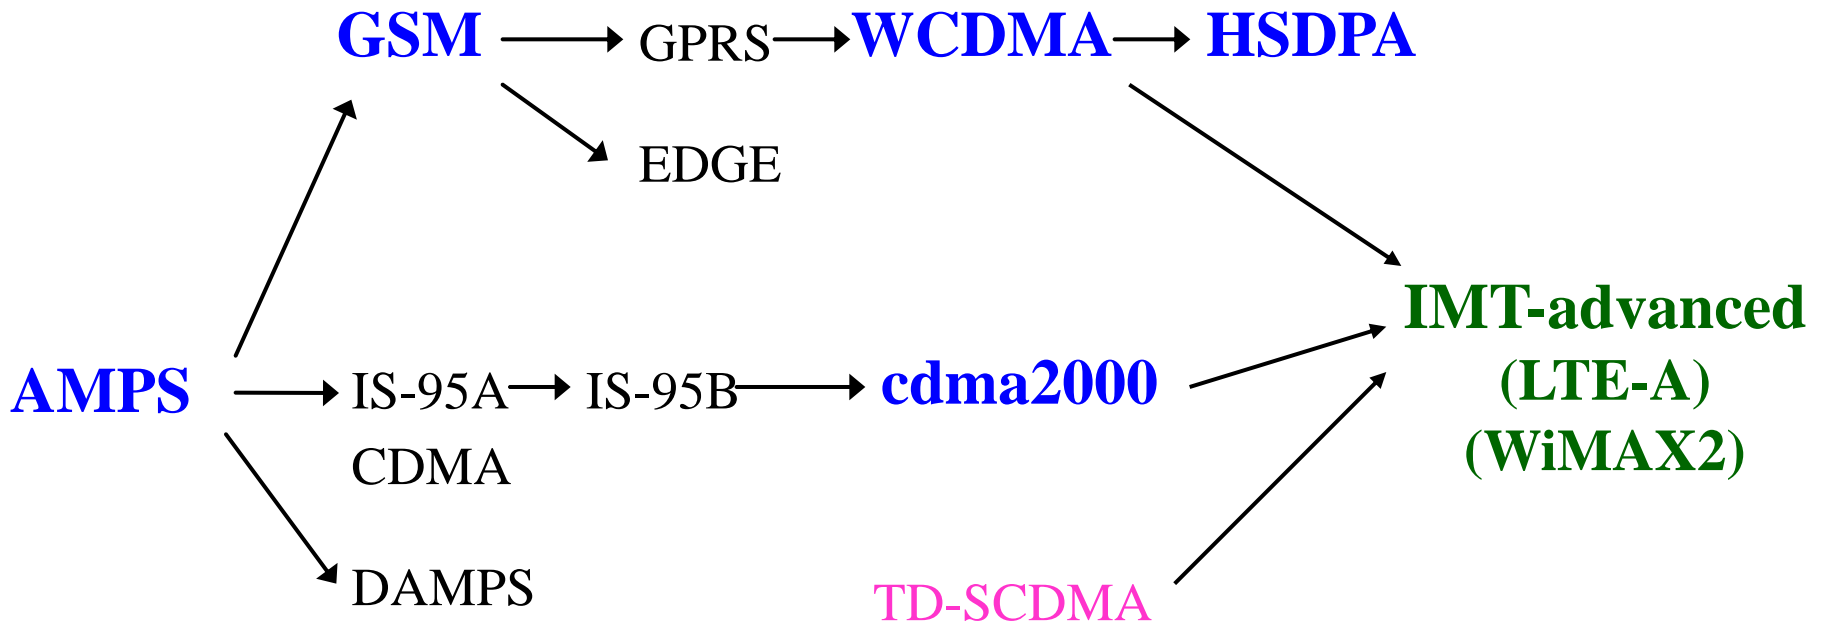 GSM GPRS WCDMA HSDPA
EDGE
IMT-advanced
AMPS IS-95A IS-95B cdma2000 (LTE-A)
CDMA (WiMAX2)
DAMPS TD-SCDMA